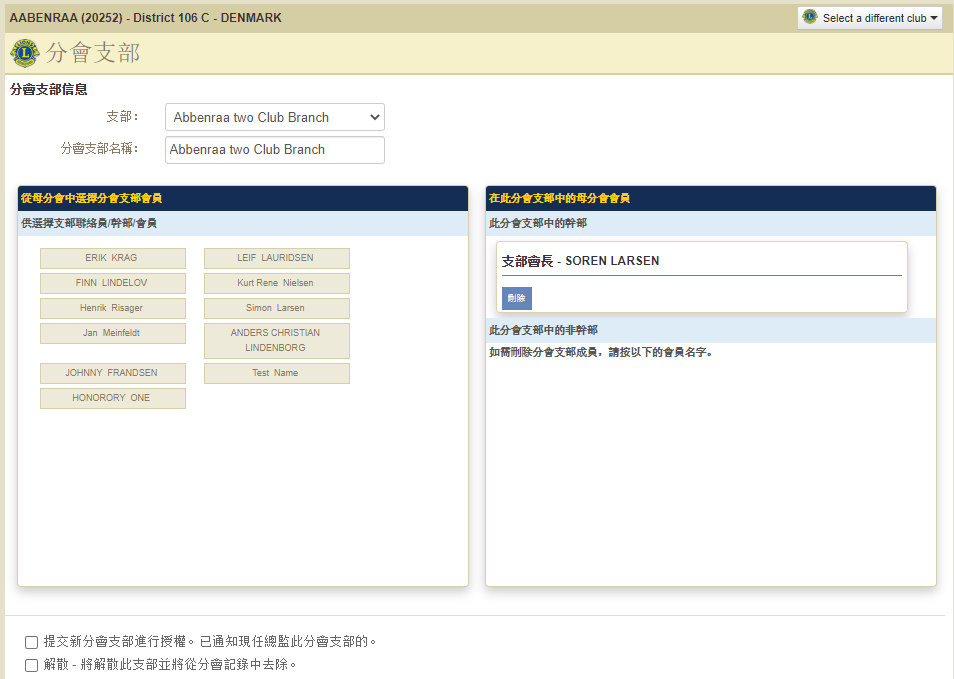 AABENRAA (20252) - District 106 C - DENMARK
Select a different club
分會支部
分會支部信息
支部：
Abbenraa two Club Branch
分會支部名稱：
Abbenraa two Club Branch
從母分會中選擇分會支部會員
供選擇支部聯絡員/幹部/會員
ERIK KRAG
LEIF LAURIDSEN
FINN LINDELOV
Kurt Rene Nielsen
Henrik Risager
Simon Larsen
Jan Meinfeldt
ANDERS CHRISTIAN
LINDENBORG
JOHNNY FRANDSEN
Test Name
HONORORY ONE
在此分會支部中的母分會會員
此分會支部中的幹部
支部會長 - SOREN LARSEN
刪除
此分會支部中的非幹部
如需刪除分會支部成員，請按以下的會員名字。
提交新分會支部進行授權。已通知現任總監此分會支部的。
解散 - 將解散此支部並將從分會記錄中去除。